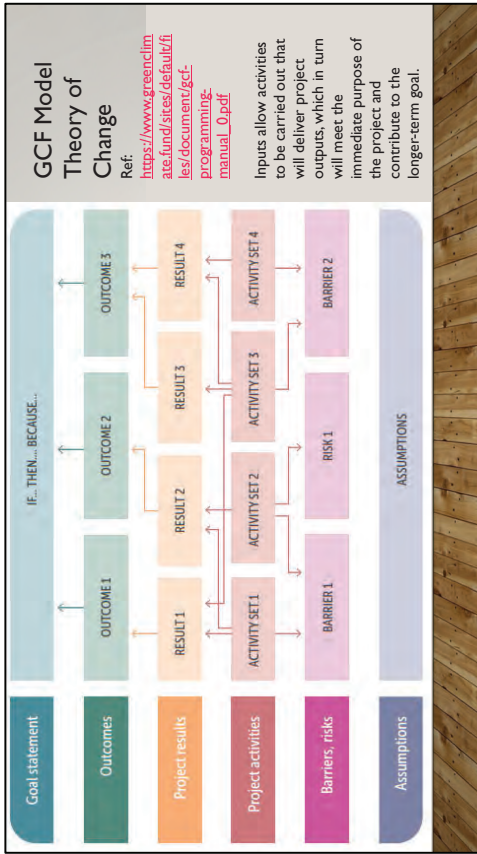 GCF Model
Theory of
Change
Ref:
https://www.greenclim
ate.fund/sites/default/fi
les/document/gcf-
programming-
manual_0.pdf
Inputs allow activities
to be carried out that
will deliver project
outputs, which in turn
will meet the
immediate purpose of
the project and
contribute to the
longer-term goal.
Goal statement
IF... THEN.... BECAUSE...
Outcomes
OUTCOME 1
OUTCOME 2
OUTCOME 3
Project results
RESULT 1
RESULT 2
RESULT 3
RESULT 4
Project activities
ACTIVITY SET 1
ACTIVITY SET 2
ACTIVITY SET 3
ACTIVITY SET 4
Barriers, risks
BARRIER 1
RISK 1
BARRIER 2
Assumptions
ASSUMPTIONS